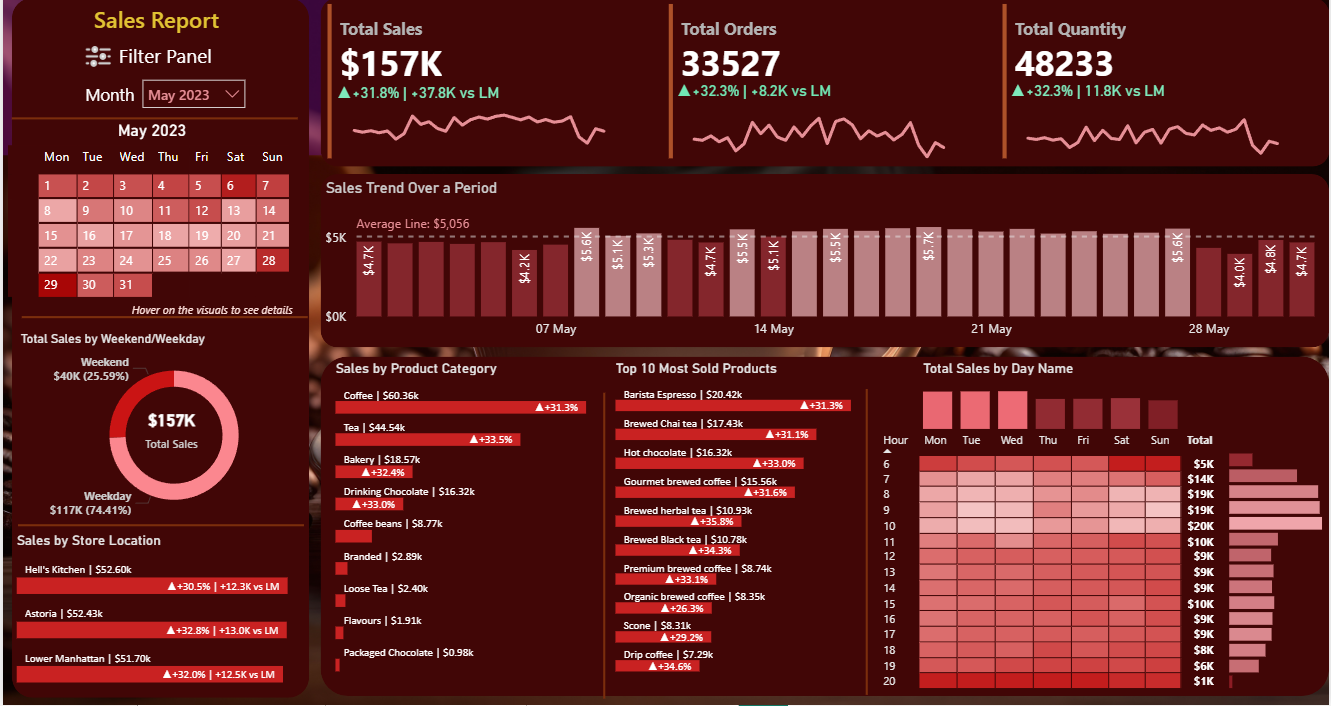 Sales Report
Filter Panel
Month May 2023
May 2023
Mon Tue Wed Thu Fri Sat Sun
1 2 3 4 5 6 7
8 9 10 11 12 13 14
15 16 17 18 19 20 21
22 23 24 25 26 27 28
29 30 31
Hover on the visuals to see details
Total Sales by Weekend/Weekday
Weekend
$40K (25.59%)
$157K
Total Sales
Weekday
$117K (74.41%)
Sales by Store Location
Hell's Kitchen | $52.60k
▲+30.5% | +12.3K vs LM
Astoria | $52.43k
▲+32.8% | +13.0K vs LM
Lower Manhattan | $51.70k
▲+32.0% | +12.5K vs LM
Total Sales
$157K
▲+31.8% | +37.8K vs LM
Total Orders
33527
▲+32.3% | +8.2K vs LM
Total Quantity
48233
▲+32.3% | 11.8K vs LM
Sales Trend Over a Period
Average Line: $5,056
$5K
$4.7K $4.2K $5.6K $5.1K $5.3K $4.7K $5.5K $5.1K $5.5K $5.7K $5.6K $4.0K $4.8K $4.7K
$0K
07 May 14 May 21 May 28 May
Sales by Product Category
Coffee | $60.36k
▲+31.3%
Tea | $44.54k
▲+33.5%
Bakery | $18.57k
▲+32.4%
Drinking Chocolate | $16.32k
▲+33.0%
Coffee beans | $8.77k
Branded | $2.89k
Loose Tea | $2.40k
Flavours | $1.91k
Packaged Chocolate | $0.98k
Top 10 Most Sold Products
Barista Espresso | $20.42k
▲+31.3%
Brewed Chai tea | $17.43k
▲+31.1%
Hot chocolate | $16.32k
▲+33.0%
Gourmet brewed coffee | $15.56k
▲+31.6%
Brewed herbal tea | $10.93k
▲+35.8%
Brewed Black tea | $10.78k
▲+34.3%
Premium brewed coffee | $8.74k
▲+33.1%
Organic brewed coffee | $8.35k
▲+26.3%
Scone | $8.31k
▲+29.2%
Drip coffee | $7.29k
▲+34.6%
Total Sales by Day Name
Hour Mon Tue Wed Thu Fri Sat Sun Total
6 $5K
7 $14K
8 $19K
9 $19K
10 $20K
11 $10K
12 $9K
13 $9K
14 $9K
15 $10K
16 $9K
17 $9K
18 $8K
19 $6K
20 $1K